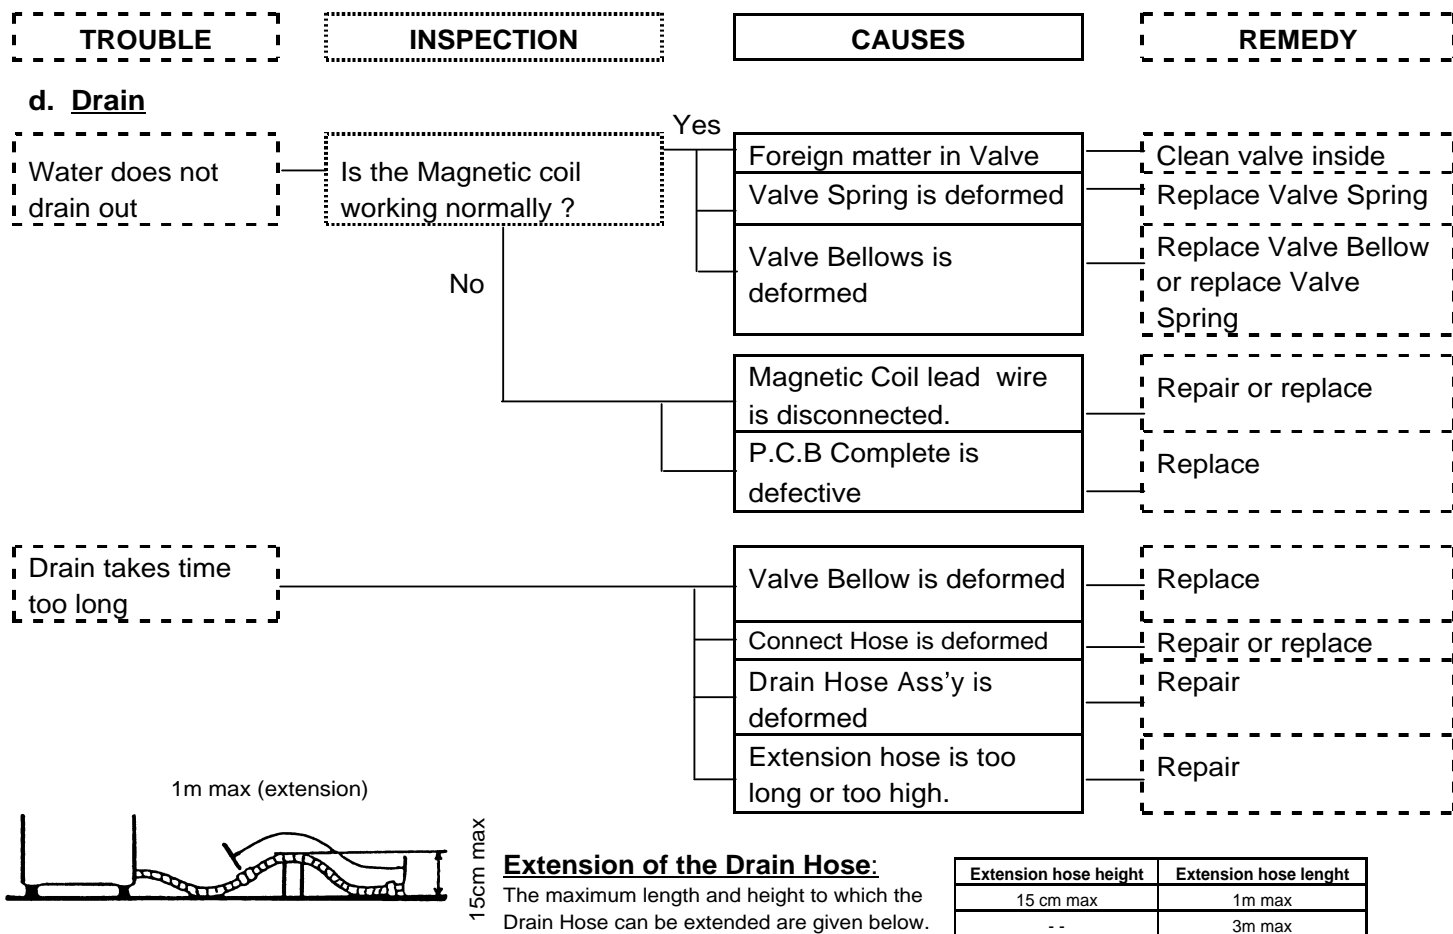 TROUBLE INSPECTION CAUSES REMEDY
d. Drain
Water does not
drain out
Is the Magnetic coil
working normally ?
Yes
Foreign matter in Valve
Clean valve inside
Valve Spring is deformed
Replace Valve Spring
Valve Bellows is
deformed
Replace Valve Bellow
or replace Valve
Spring
No
Magnetic Coil lead wire
is disconnected.
Repair or replace
P.C.B Complete is
defective
Replace
Drain takes time
too long
Valve Bellow is deformed
Replace
Connect Hose is deformed
Repair or replace
Drain Hose Ass’y is
deformed
Repair
Extension hose is too
long or too high.
Repair
1m max (extension)
15cm max
Extension of the Drain Hose:
The maximum length and height to which the
Drain Hose can be extended are given below.
Extension hose height Extension hose lenght
15 cm max 1m max
- - 3m max